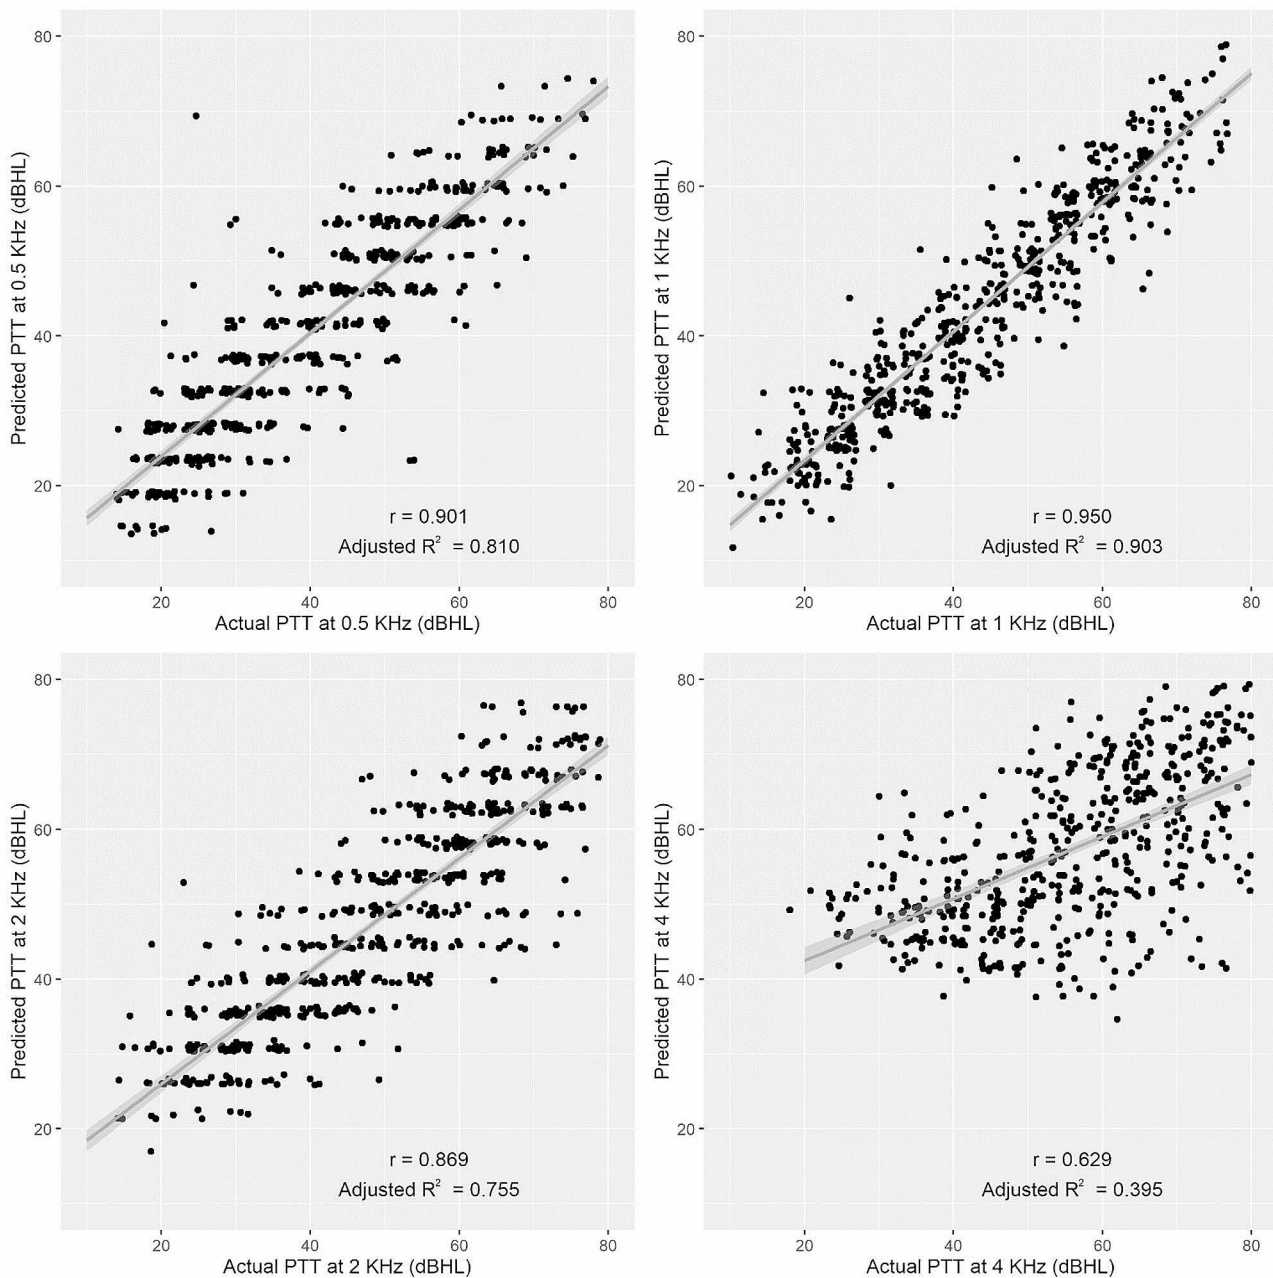 80
60
40
20
Predicted PTT at 0.5 KHz (dBHL)
r = 0.901
Adjusted R² = 0.810
20 40 60 80
Actual PTT at 0.5 KHz (dBHL)
80
60
40
20
Predicted PTT at 1 KHz (dBHL)
r = 0.950
Adjusted R² = 0.903
20 40 60 80
Actual PTT at 1 KHz (dBHL)
80
60
40
20
Predicted PTT at 2 KHz (dBHL)
r = 0.869
Adjusted R² = 0.755
20 40 60 80
Actual PTT at 2 KHz (dBHL)
80
60
40
20
Predicted PTT at 4 KHz (dBHL)
r = 0.629
Adjusted R² = 0.395
20 40 60 80
Actual PTT at 4 KHz (dBHL)